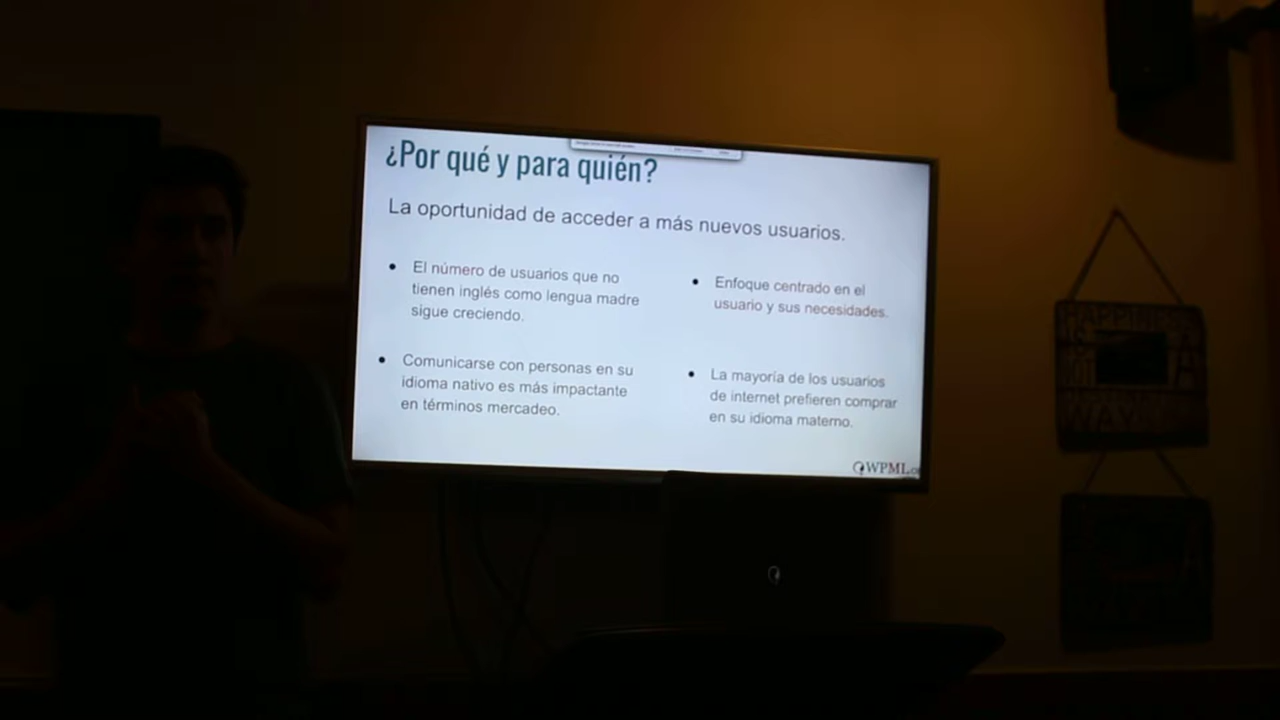 ¿Por qué y para quién?
La oportunidad de acceder a más nuevos usuarios.
El número de usuarios que no
tienen inglés como lengua madre
sigue creciendo.
Comunicarse con personas en su
idioma nativo es más impactante
en términos mercadeo.
Enfoque centrado en el
usuario y sus necesidades.
La mayoría de los usuarios
de internet prefieren comprar
en su idioma materno.
WPML
HAPPINESS
WAY